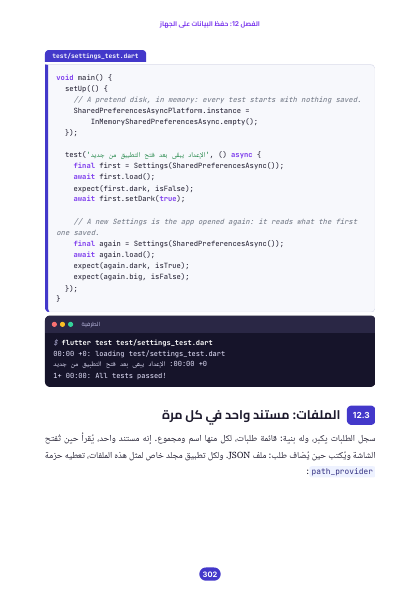 الفصل 12: حفظ البيانات على الجهاز
test/settings_test.dart
void main() {
  setUp(() {
    // A pretend disk, in memory: every test starts with nothing saved.
    SharedPreferencesAsyncPlatform.instance =
        InMemorySharedPreferencesAsync.empty();
  });

  test('الإعداد يبقى بعد فتح التطبيق من جديد', () async {
    final first = Settings(SharedPreferencesAsync());
    await first.load();
    expect(first.dark, isFalse);
    await first.setDark(true);

    // A new Settings is the app opened again: it reads what the first
one saved.
    final again = Settings(SharedPreferencesAsync());
    await again.load();
    expect(again.dark, isTrue);
    expect(again.big, isFalse);
  });
}
الطرفية
$ flutter test test/settings_test.dart
00:00 +0: loading test/settings_test.dart
00:00 +0: الإعداد يبقى بعد فتح التطبيق من جديد
00:00 +1: All tests passed!
12.3 الملفات: مستند واحد في كل مرة
سجل الطلبات يكبر، وله بنية: قائمة طلبات، لكل منها اسم ومجموع. إنه مستند واحد، يُقرأ حين تُفتح
الشاشة ويُكتب حين يُضاف طلب: ملف JSON. ولكل تطبيق مجلد خاص لمثل هذه الملفات، تعطيه حزمة
path_provider:
302